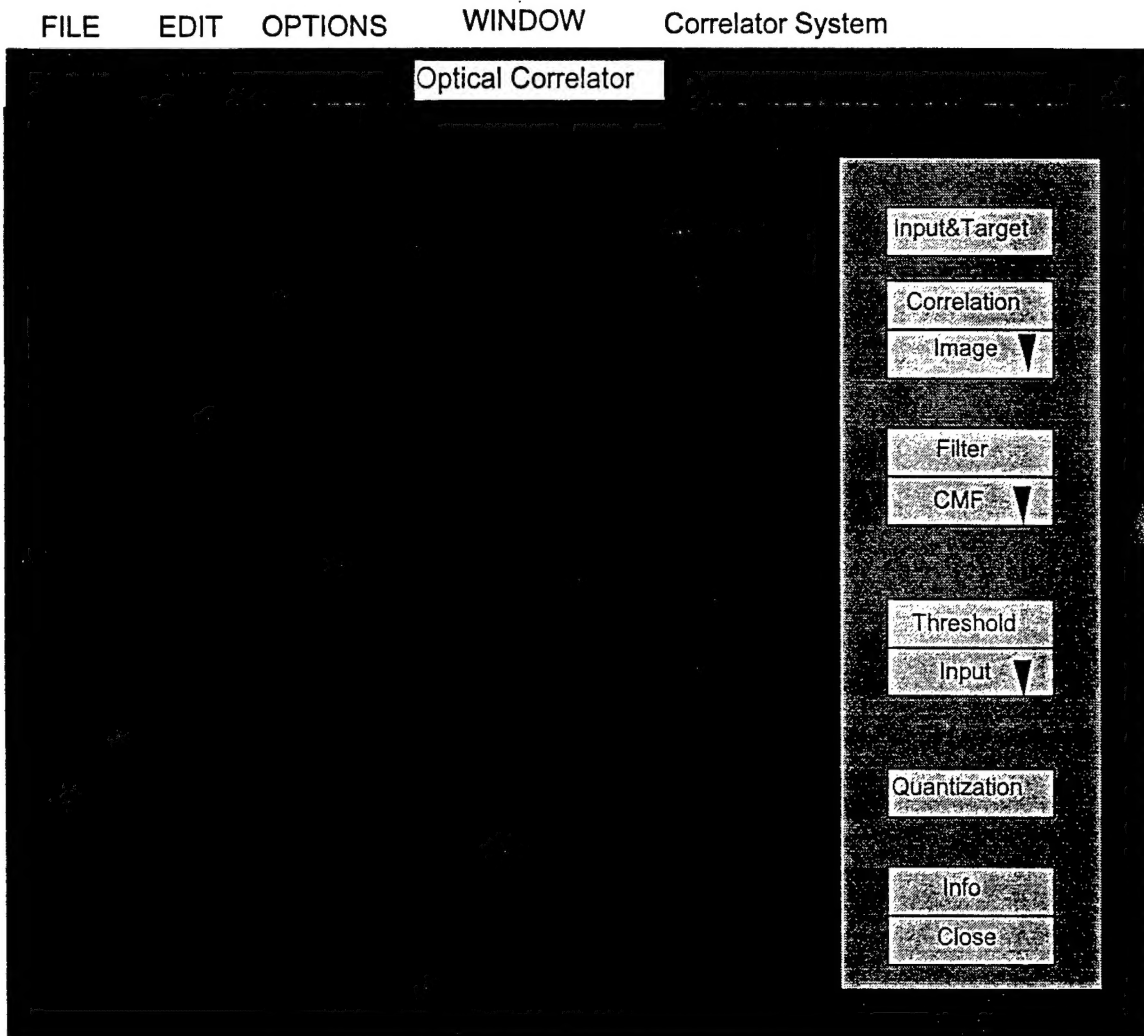 FILE EDIT OPTIONS WINDOW Correlator System
Optical Correlator
Input&Target
Correlation
Image
Filter
CMF
Threshold
Input
Quantization
Info
Close